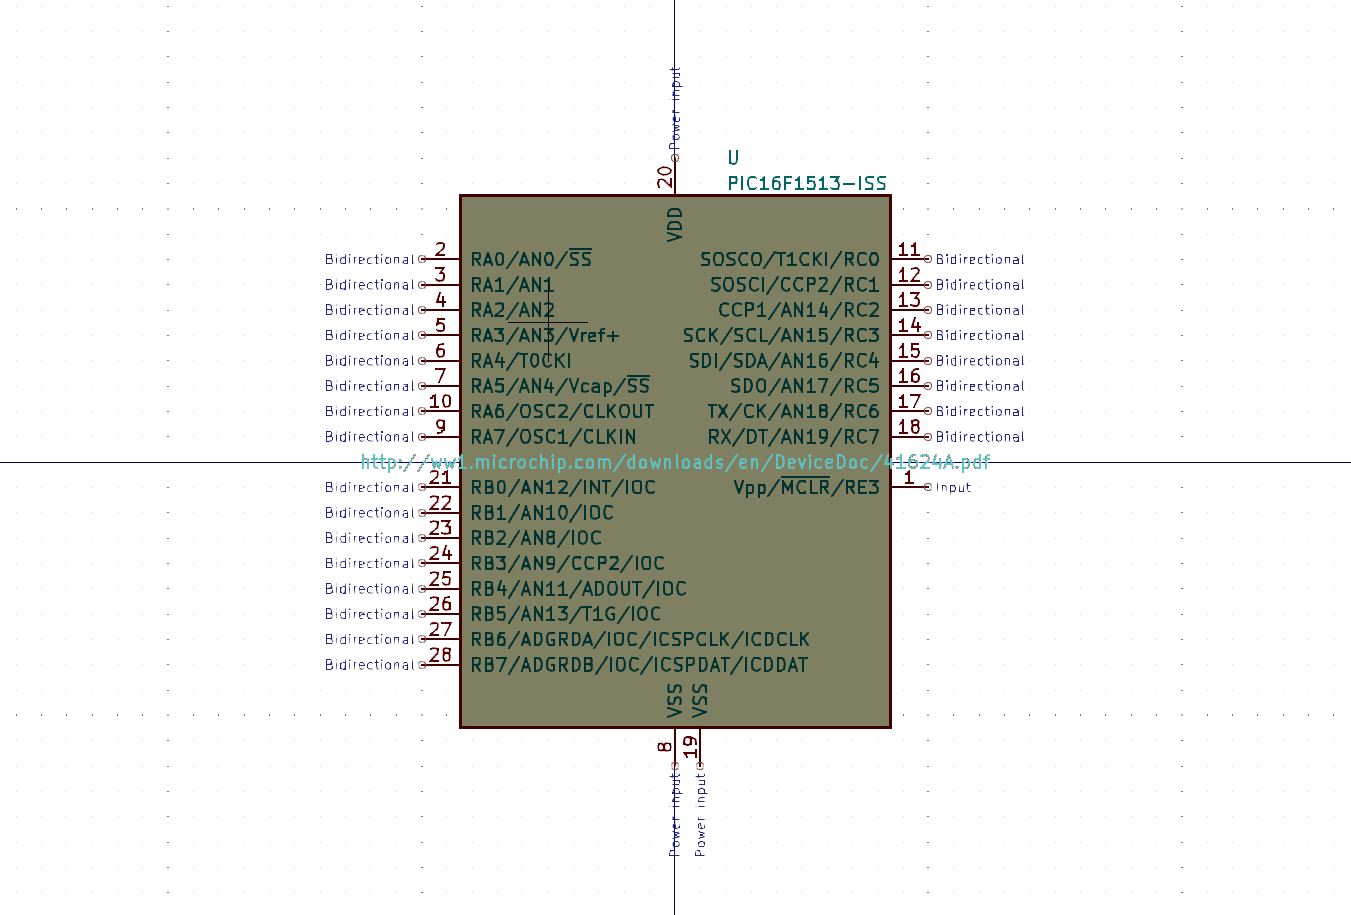 Power input
20
U
PIC16F1513-ISS
VDD
Bidirectional 2 RA0/AN0/SS SOSCO/T1CKI/RC0 11 Bidirectional
Bidirectional 3 RA1/AN1 SOSCI/CCP2/RC1 12 Bidirectional
Bidirectional 4 RA2/AN2 CCP1/AN14/RC2 13 Bidirectional
Bidirectional 5 RA3/AN3/Vref+ SCK/SCL/AN15/RC3 14 Bidirectional
Bidirectional 6 RA4/T0CKI SDI/SDA/AN16/RC4 15 Bidirectional
Bidirectional 7 RA5/AN4/Vcap/SS SDO/AN17/RC5 16 Bidirectional
Bidirectional 10 RA6/OSC2/CLKOUT TX/CK/AN18/RC6 17 Bidirectional
Bidirectional 9 RA7/OSC1/CLKIN RX/DT/AN19/RC7 18 Bidirectional
http://ww1.microchip.com/downloads/en/DeviceDoc/41624A.pdf
Bidirectional 21 RB0/AN12/INT/IOC Vpp/MCLR/RE3 1 Input
Bidirectional 22 RB1/AN10/IOC
Bidirectional 23 RB2/AN8/IOC
Bidirectional 24 RB3/AN9/CCP2/IOC
Bidirectional 25 RB4/AN11/ADOUT/IOC
Bidirectional 26 RB5/AN13/T1G/IOC
Bidirectional 27 RB6/ADGRDA/IOC/ICSPCLK/ICDCLK
Bidirectional 28 RB7/ADGRDB/IOC/ICSPDAT/ICDDAT
VSS VSS
8 19
Power input Power input